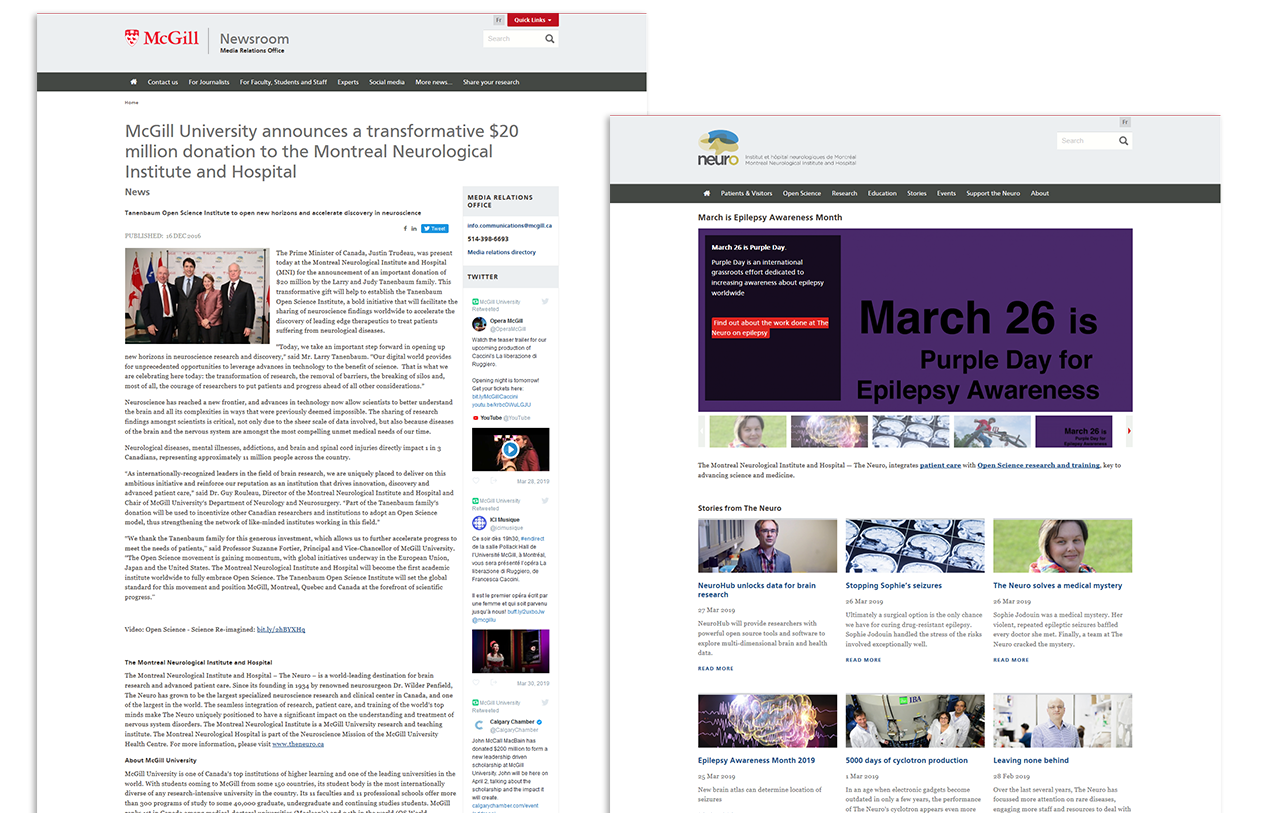 Fr
Quick Links
McGill
Newsroom
Media Relations Office
Search
Contact us
For Journalists
For Faculty, Students and Staff
Experts
Social media
More news...
Share your research
Home
McGill University announces a transformative $20
million donation to the Montreal Neurological
Institute and Hospital
News
Tanenbaum Open Science Institute to open new horizons and accelerate discovery in neuroscience
Tweet
PUBLISHED: 16 DEC 2016
The Prime Minister of Canada, Justin Trudeau, was present
today at the Montreal Neurological Institute and Hospital
(MNI) for the announcement of an important donation of
$20 million by the Larry and Judy Tanenbaum family. This
transformative gift will help to establish the Tanenbaum
Open Science Institute, a bold initiative that will facilitate the
sharing of neuroscience findings worldwide to accelerate the
discovery of leading edge therapeutics to treat patients
suffering from neurological diseases.
"Today, we take an important step forward in opening up
new horizons in neuroscience research and discovery," said Mr. Larry Tanenbaum. "Our digital world provides
for unprecedented opportunities to leverage advances in technology to the benefit of science.  That is what we
are celebrating here today: the transformation of research, the removal of barriers, the breaking of silos and,
most of all, the courage of researchers to put patients and progress ahead of all other considerations."
Neuroscience has reached a new frontier, and advances in technology now allow scientists to better understand
the brain and all its complexities in ways that were previously deemed impossible. The sharing of research
findings amongst scientists is critical, not only due to the sheer scale of data involved, but also because diseases
of the brain and the nervous system are amongst the most compelling unmet medical needs of our time.
Neurological diseases, mental illnesses, addictions, and brain and spinal cord injuries directly impact 1 in 3
Canadians, representing approximately 11 million people across the country.
"As internationally-recognized leaders in the field of brain research, we are uniquely placed to deliver on this
ambitious initiative and reinforce our reputation as an institution that drives innovation, discovery and
advanced patient care," said Dr. Guy Rouleau, Director of the Montreal Neurological Institute and Hospital and
Chair of McGill University's Department of Neurology and Neurosurgery. "Part of the Tanenbaum family's
donation will be used to incentivize other Canadian researchers and institutions to adopt an Open Science
model, thus strengthening the network of like-minded institutes working in this field."
"We thank the Tanenbaum family for this generous investment, which allows us to further accelerate progress to
meet the needs of patients," said Professor Suzanne Fortier, Principal and Vice-Chancellor of McGill University.
"The Open Science movement is gaining momentum, with global initiatives underway in the European Union,
Japan and the United States. The Montreal Neurological Institute and Hospital will become the first academic
institute worldwide to fully embrace Open Science. The Tanenbaum Open Science Institute will set the global
standard for this movement and position McGill, Montreal, Quebec and Canada at the forefront of scientific
progress."
Video: Open Science - Science Re-imagined: bit.ly/2hBYXHq
The Montreal Neurological Institute and Hospital
The Montreal Neurological Institute and Hospital – The Neuro – is a world-leading destination for brain
research and advanced patient care. Since its founding in 1934 by renowned neurosurgeon Dr. Wilder Penfield,
The Neuro has grown to be the largest specialized neuroscience research and clinical center in Canada, and one
of the largest in the world. The seamless integration of research, patient care, and training of the world's top
minds make The Neuro uniquely positioned to have a significant impact on the understanding and treatment of
nervous system disorders. The Montreal Neurological Institute is a McGill University research and teaching
institute. The Montreal Neurological Hospital is part of the Neuroscience Mission of the McGill University
Health Centre. For more information, please visit www.theneuro.ca
About McGill University
McGill University is one of Canada's top institutions of higher learning and one of the leading universities in the
world. With students coming to McGill from some 150 countries, its student body is the most internationally
diverse of any research-intensive university in the country. Its 11 faculties and 11 professional schools offer more
than 300 programs of study to some 40,000 graduate, undergraduate and continuing studies students. McGill
MEDIA RELATIONS
OFFICE
info.communications@mcgill.ca
514-398-6693
Media relations directory
TWITTER
McGill University
Retweeted
Opera McGill
@OperaMcGill
Watch the teaser trailer for our
upcoming production of
Caccini's La liberazione di
Ruggiero.
Opening night is tomorrow!
Get your tickets here:
bit.ly/McGillCaccini
YouTube @YouTube
Mar 28, 2019
McGill University
Retweeted
ICI Musique
@icimusique
Ce soir dès 19h30, #endirect
de la salle Pollack Hall de
l'Université McGill, à Montréal,
vous sera présenté l'opéra La
liberazione di Ruggiero, de
Francesca Caccini.
Il est le premier opéra écrit par
une femme et qui soit parvenu
jusqu'à nous!
@mcgillu
Mar 30, 2019
McGill University
Retweeted
Calgary Chamber
@CalgaryChamber
John McCall MacBain has
donated $200 million to form a
new leadership driven
scholarship at McGill
University. John will be here on
April 2, talking about the
scholarship and the impact it
will create.
calgarychamber.com/event
Fr
neuro
Institut et hôpital neurologiques de Montréal
Montreal Neurological Institute and Hospital
Search
Patients & Visitors
Open Science
Research
Education
Stories
Events
Support the Neuro
About
March is Epilepsy Awareness Month
March 26 is Purple Day.
Purple Day is an international
grassroots effort dedicated to
increasing awareness about epilepsy
worldwide
Find out about the work done at The
Neuro on epilepsy
March 26 is
Purple Day for
Epilepsy Awareness
March 26 is
Purple Day for
Epilepsy Awareness
The Montreal Neurological Institute and Hospital — The Neuro, integrates patient care with Open Science research and training, key to
advancing science and medicine.
Stories from The Neuro
NeuroHub unlocks data for brain
research
27 Mar 2019
NeuroHub will provide researchers with
powerful open source tools and software to
explore multi-dimensional brain and health
data.
READ MORE
Stopping Sophie's seizures
26 Mar 2019
Ultimately a surgical option is the only chance
we have for curing drug-resistant epilepsy.
Sophie Jodouin handled the stress of the risks
involved exceptionally well.
READ MORE
The Neuro solves a medical mystery
26 Mar 2019
Sophie Jodouin was a medical mystery. Her
violent, repeated epileptic seizures baffled
every doctor she met. Finally, a team at The
Neuro cracked the mystery.
READ MORE
IBA
Epilepsy Awareness Month 2019
25 Mar 2019
New brain atlas can determine location of
seizures
5000 days of cyclotron production
1 Mar 2019
In an age when electronic gadgets become
outdated in only a few years, the performance
of The Neuro's cyclotron appears even more
Leaving none behind
28 Feb 2019
Over the last several years, The Neuro has
focussed more attention on rare diseases,
engaging more staff and resources to deal with